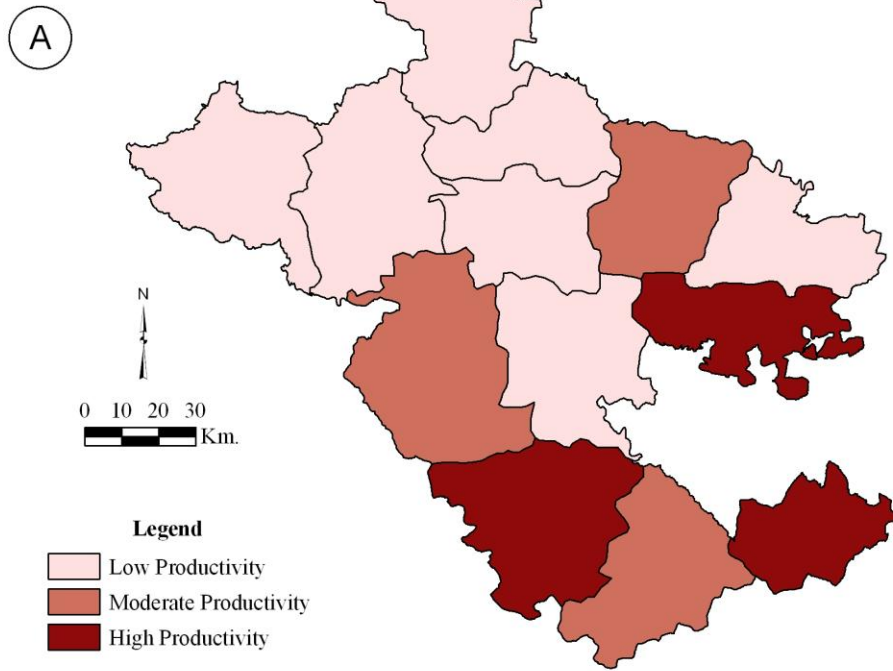 A
N
0 10 20 30
Km.
Legend
Low Productivity
Moderate Productivity
High Productivity